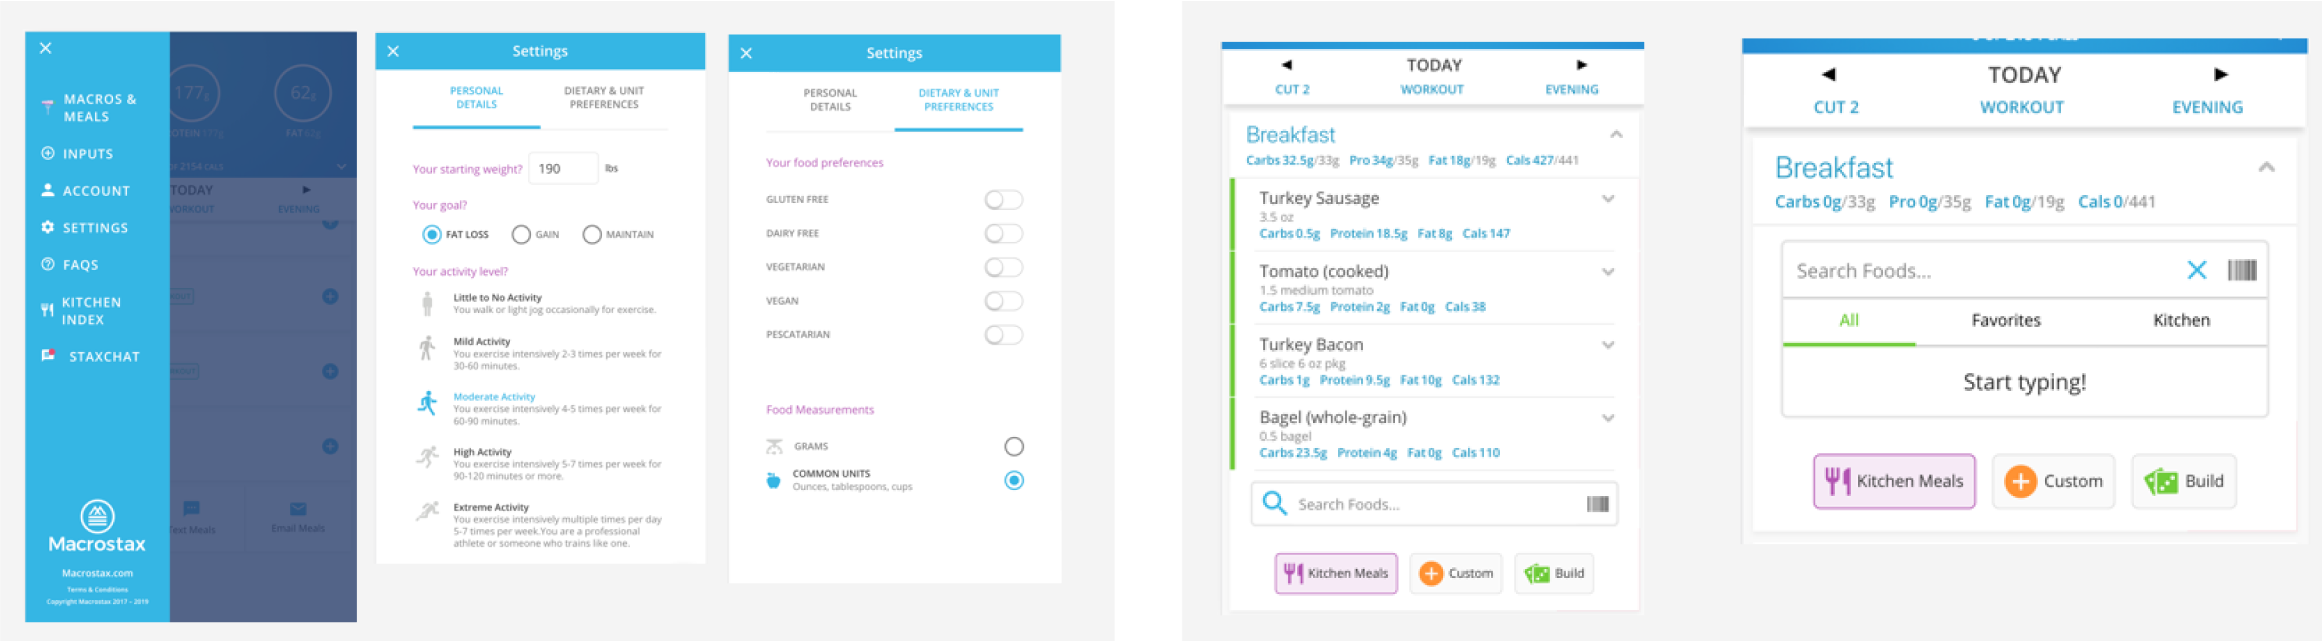 MACROS &
MEALS
INPUTS
ACCOUNT
SETTINGS
FAQS
KITCHEN
INDEX
STAXCHAT
Macrostax
Macrostax.com
Terms & Conditions
Copyright Macrostax 2017 - 2019
177g
62g
PROTEIN 177g
FAT 62g
OF 2154 CALS
TODAY
WORKOUT
EVENING
Text Meals
Email Meals
Settings
PERSONAL
DETAILS
DIETARY & UNIT
PREFERENCES
Your starting weight? 190 lbs
Your goal?
FAT LOSS GAIN MAINTAIN
Your activity level?
Little to No Activity
You walk or light jog occasionally for exercise.
Mild Activity
You exercise intensively 2-3 times per week for
30-60 minutes.
Moderate Activity
You exercise intensively 4-5 times per week for
60-90 minutes.
High Activity
You exercise intensively 5-7 times per week for
90-120 minutes or more.
Extreme Activity
You exercise intensively multiple times per day
5-7 times per week.You are a professional
athlete or someone who trains like one.
Settings
PERSONAL
DETAILS
DIETARY & UNIT
PREFERENCES
Your food preferences
GLUTEN FREE
DAIRY FREE
VEGETARIAN
VEGAN
PESCATARIAN
Food Measurements
GRAMS
COMMON UNITS
Ounces, tablespoons, cups
TODAY
CUT 2 WORKOUT EVENING
Breakfast
Carbs 32.5g/33g Pro 34g/35g Fat 18g/19g Cals 427/441
Turkey Sausage
3.5 oz
Carbs 0.5g Protein 18.5g Fat 8g Cals 147
Tomato (cooked)
1.5 medium tomato
Carbs 7.5g Protein 2g Fat 0g Cals 38
Turkey Bacon
6 slice 6 oz pkg
Carbs 1g Protein 9.5g Fat 10g Cals 132
Bagel (whole-grain)
0.5 bagel
Carbs 23.5g Protein 4g Fat 0g Cals 110
Search Foods...
Kitchen Meals Custom Build
TODAY
CUT 2 WORKOUT EVENING
Breakfast
Carbs 0g/33g Pro 0g/35g Fat 0g/19g Cals 0/441
Search Foods...
All Favorites Kitchen
Start typing!
Kitchen Meals Custom Build